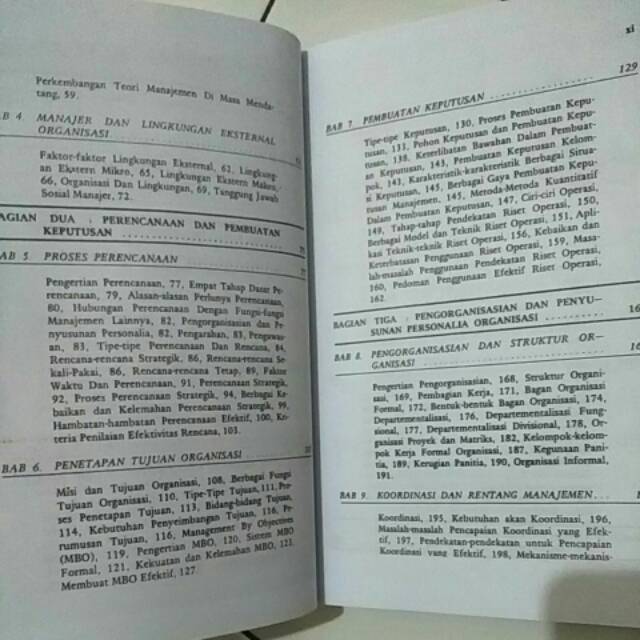 Perkembangan Teori Manajemen Di Masa Menda-
tang, 59.
AB 4. MANAJER DAN LINGKUNGAN EKSTERNAL
ORGANISASI
Faktor-faktor Lingkungan Eksternal, 62, Lingkung-
an Ekstern Mikro, 63, Lingkungan Ekstern Makro,
66, Organisasi Dan Lingkungan, 69, Tanggung Jawab
Sosial Manajer, 72.
AGIAN DUA : PERENCANAAN DAN PEMBUATAN
KEPUTUSAN
AB 5. PROSES PERENCANAAN
Pengertian Perencanaan, 77, Empat Tahap Dasar Pe-
rencanaan, 79, Alasan-alasan Perlunya Perencanaan,
80, Hubungan Perencanaan Dengan Fungsi-fungsi
Manajemen Lainnya, 82, Pengorganisasian dan Pe-
nyusunan Personalia, 82, Pengarahan, 83, Pengawas-
an, 83, Tipe-tipe Perencanaan Dan Rencana, 84,
Rencana-rencana Strategik, 86, Rencana-rencana Se-
kali-Pakai, 86, Rencana-rencana Tetap, 89, Faktor
Waktu Dan Perencanaan, 91, Perencanaan Strategik,
92, Proses Perencanaan Strategik, 94, Berbagai Ke-
baikan dan Kelemahan Perencanaan Strategik, 99,
Hambatan-hambatan Perencanaan Efektif, 100, Kri-
teria Penilaian Efektivitas Rencana, 103.
BAB 6. PENETAPAN TUJUAN ORGANISASI
Misi dan Tujuan Organisasi, 108, Berbagai Fungsi
Tujuan Organisasi, 110, Tipe-Tipe Tujuan, 111, Pro-
ses Penetapan Tujuan, 113, Bidang-bidang Tujuan,
114, Kebutuhan Penyeimbangan Tujuan, 116, Pe-
rumusan Tujuan, 116, Management By Objectives
(MBO), 119, Pengertian MBO, 120, Sistem MBO
Formal, 121, Kekuatan dan Kelemahan MBO, 123,
Membuat MBO Efektif, 127.
xi
BAB 7. PEMBUATAN KEPUTUSAN 129
Tipe-tipe Keputusan, 130, Proses Pembuatan Kepu-
tusan, 131, Pohon Keputusan dan Pembuatan Kepu-
tusan, 138, Keterlibatan Bawahan Dalam Pembuat-
an Keputusan, 143, Pembuatan Keputusan Kelom-
pok, 143, Karakteristik-karakteristik Berbagai Situa-
si Keputusan, 145, Berbagai Gaya Pembuatan Kepu-
tusan Manajemen, 145, Metoda-Metoda Kuantitatif
Dalam Pembuatan Keputusan, 147, Ciri-ciri Operasi,
149, Tahap-tahap Pendekatan Riset Operasi, 150,
Berbagai Model dan Teknik Riset Operasi, 151, Apli-
kasi Teknik-teknik Riset Operasi, 156, Kebaikan dan
Keterbatasan Penggunaan Riset Operasi, 159, Masa-
lah-masalah Penggunaan Pendekatan Riset Operasi,
160, Pedoman Penggunaan Efektif Riset Operasi,
162.
BAGIAN TIGA : PENGORGANISASIAN DAN PENYU-
SUNAN PERSONALIA ORGANISASI
BAB 8. PENGORGANISASIAN DAN STRUKTUR OR-
GANISASI
Pengertian Pengorganisasian, 168, Struktur Organi-
sasi, 169, Pembagian Kerja, 171, Bagan Organisasi
Formal, 172, Bentuk-bentuk Bagan Organisasi, 174,
Departementalisasi, 176, Departementalisasi Fung-
sional, 177, Departementalisasi Divisional, 178, Or-
ganisasi Proyek dan Matriks, 182, Kelompok-kelom-
pok Kerja Formal Organisasi, 187, Kegunaan Pani-
tia, 189, Kerugian Panitia, 190, Organisasi Informal,
191.
BAB 9. KOORDINASI DAN RENTANG MANAJEMEN...
Koordinasi, 195, Kebutuhan akan Koordinasi, 196,
Masalah-masalah Pencapaian Koordinasi yang Efek-
tif, 197, Pendekatan-pendekatan untuk Pencapaian
Koordinasi yang Efektif, 198, Mekanisme-mekanis-